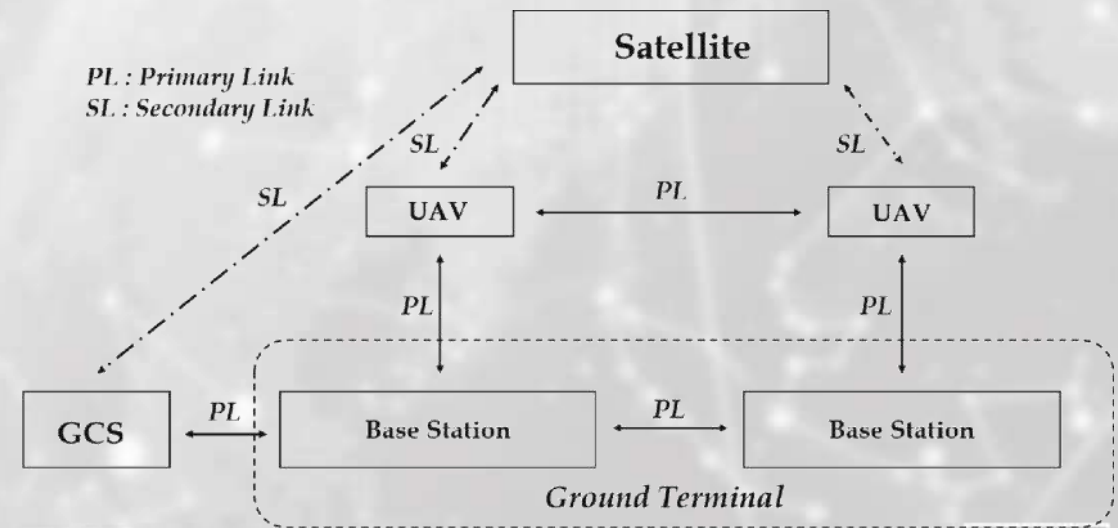 Satellite
PL : Primary Link
SL : Secondary Link
SL
SL
SL
PL
UAV
UAV
PL
PL
GCS
PL
Base Station
PL
Base Station
Ground Terminal